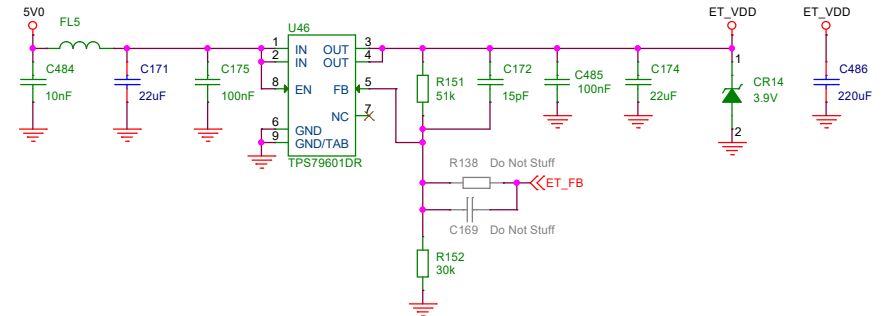 5V0
FL5
C484
10nF
C171
22uF
C175
100nF
U46
1 IN OUT 3
2 IN OUT 4
8 EN FB 5
NC 7
6 GND
9 GND/TAB
TPS79601DR
R151
51k
C172
15pF
C485
100nF
C174
22uF
ET_VDD
1
CR14
3.9V
2
ET_VDD
C486
220uF
R138 Do Not Stuff
ET_FB
C169 Do Not Stuff
R152
30k